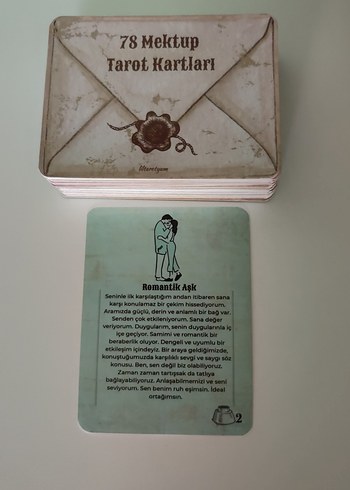 78 Mektup
Tarot Kartları
Romantik Aşk
Seninle ilk karşılaştığım andan itibaren sana
karşı konulamaz bir çekim hissediyorum.
Aramızda güçlü, derin ve anlamlı bir bağ var.
Senden çok etkileniyorum. Sana değer
veriyorum. Duygularım, senin duygularınla iç
içe geçiyor. Samimi ve romantik bir
beraberlik oluyor. Dengeli ve uyumlu bir
etkileşim içindeyiz. Bir araya geldiğimizde,
konuştuğumuzda karşılıklı sevgi ve saygı söz
konusu. Ben, sen değil biz olabiliyoruz.
Zaman zaman tartışsak da tatlıya
bağlayabiliyoruz. Anlaşabilmemizi ve seni
seviyorum. Sen benim ruh eşimsin. İdeal
ortağımsın.
2